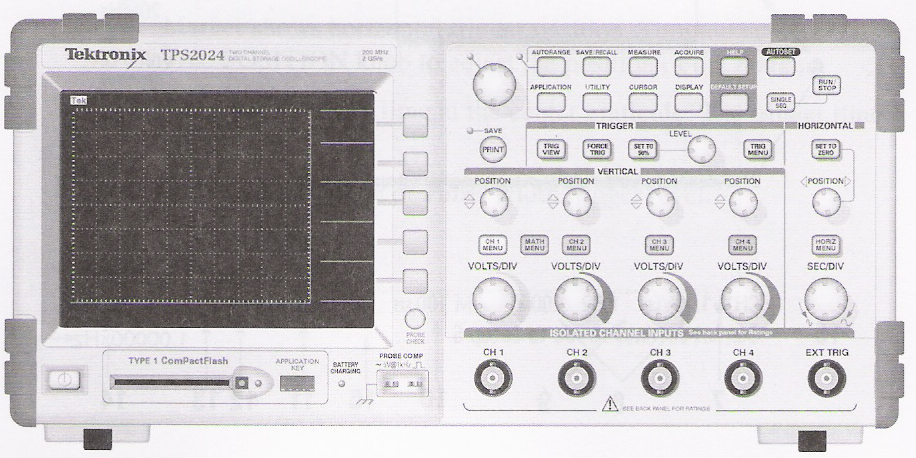 Tektronix TPS2024 TWO CHANNEL DIGITAL STORAGE OSCILLOSCOPE 200 MHz 2 GS/s
Tek
AUTORANGE SAVE/RECALL MEASURE ACQUIRE HELP AUTOSET
APPLICATION UTILITY CURSOR DISPLAY DEFAULT SETUP
RUN/STOP
SINGLE SEQ
SAVE
PRINT
TRIGGER
LEVEL
TRIG VIEW FORCE TRIG SET TO 50% TRIG MENU
HORIZONTAL
SET TO ZERO
VERTICAL
POSITION POSITION POSITION POSITION POSITION
CH 1 MENU MATH MENU CH 2 MENU CH 3 MENU CH 4 MENU HORIZ MENU
VOLTS/DIV VOLTS/DIV VOLTS/DIV VOLTS/DIV SEC/DIV
PROBE CHECK
ISOLATED CHANNEL INPUTS See back panel for Ratings
CH 1 CH 2 CH 3 CH 4 EXT TRIG
SEE BACK PANEL FOR RATINGS
TYPE 1 CompactFlash
APPLICATION KEY
BATTERY CHARGING
PROBE COMP
~5V@1kHz